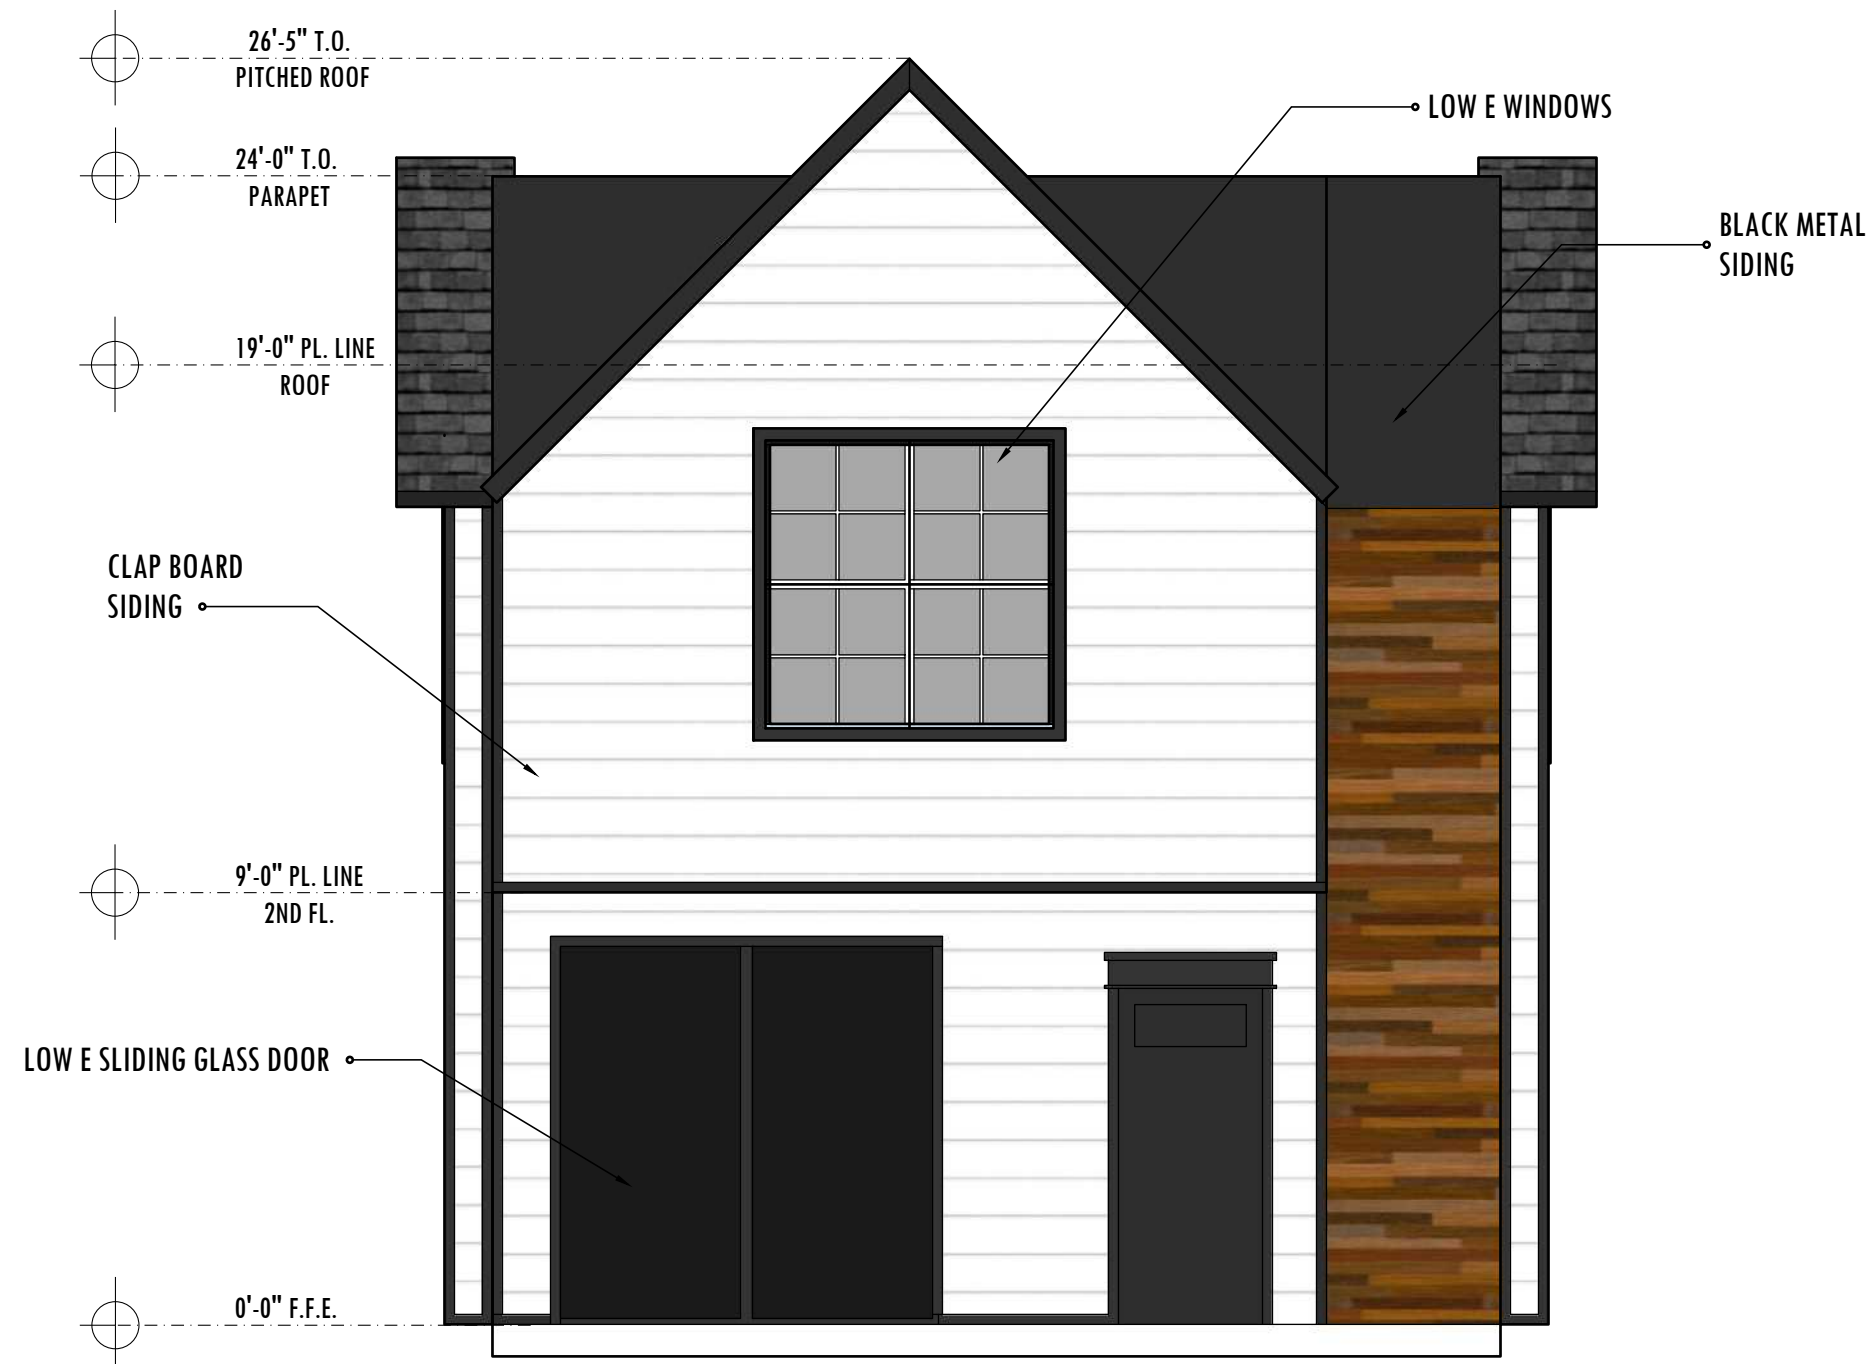 26'-5" T.O.
PITCHED ROOF
LOW E WINDOWS
24'-0" T.O.
PARAPET
BLACK METAL
SIDING
19'-0" PL. LINE
ROOF
CLAP BOARD
SIDING
9'-0" PL. LINE
2ND FL.
LOW E SLIDING GLASS DOOR
0'-0" F.F.E.